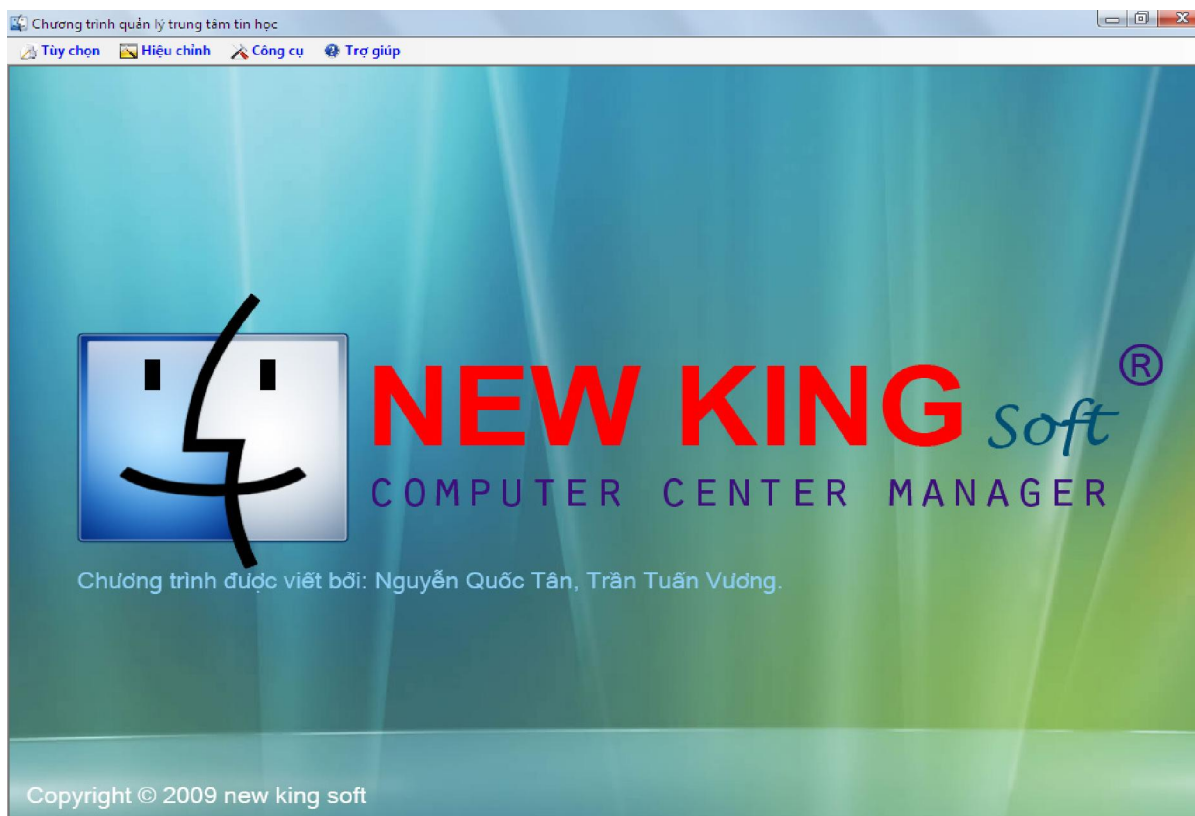 Chương trình quản lý trung tâm tin học
Tùy chọn Hiệu chỉnh Công cụ Trợ giúp
NEW KING soft ®
COMPUTER CENTER MANAGER
Chương trình được viết bởi: Nguyễn Quốc Tân, Trần Tuấn Vương.
Copyright © 2009 new king soft